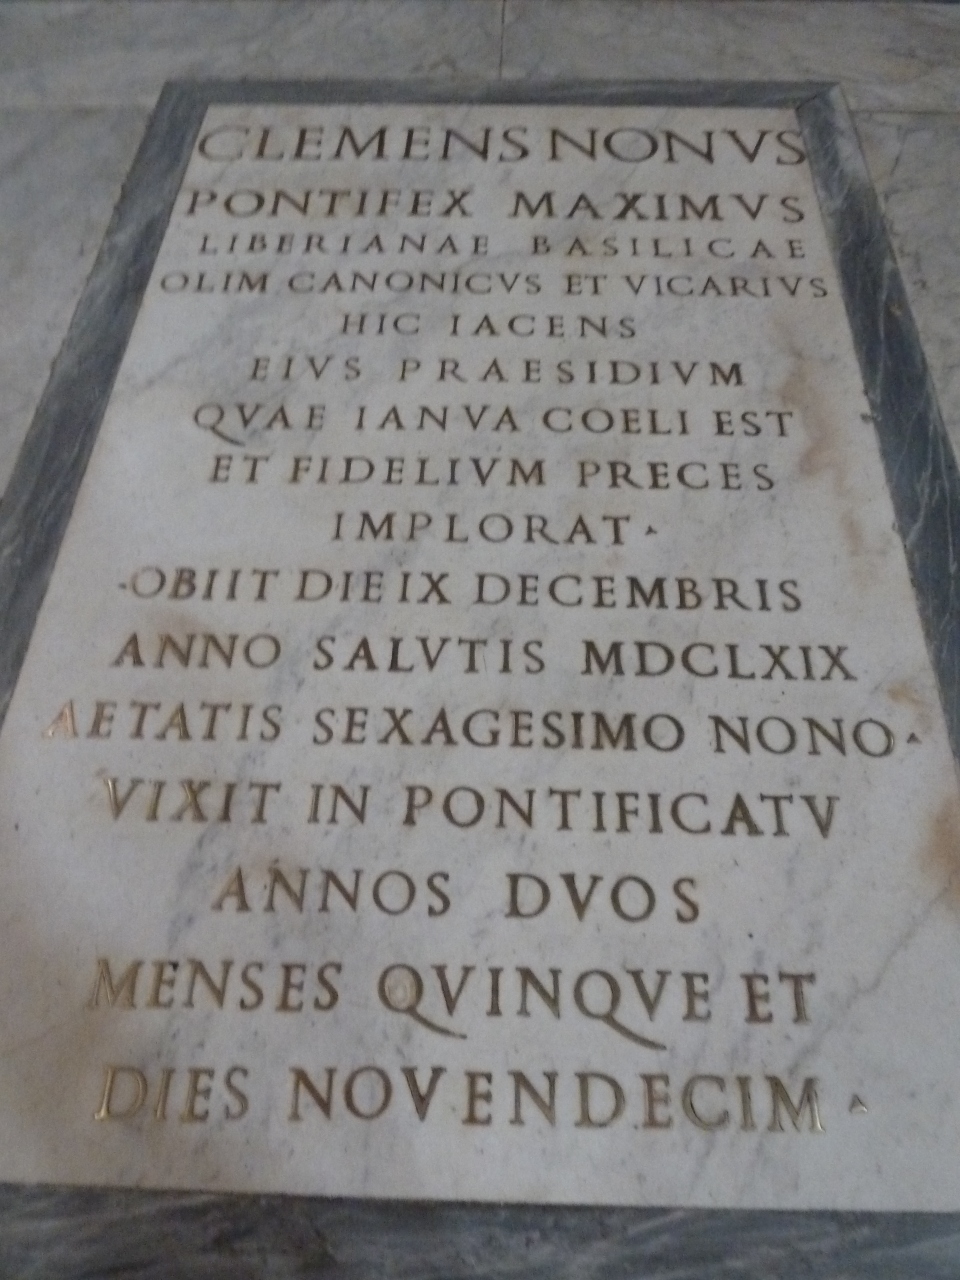 CLEMENS NONVS
PONTIFEX MAXIMVS
LIBERIANAE BASILICAE
OLIM CANONICVS ET VICARIVS
HIC IACENS
EIVS PRAESIDIVM
QVAE IANVA COELI EST
ET FIDELIVM PRECES
IMPLORAT·
·OBIIT DIE IX DECEMBRIS
ANNO SALVTIS MDCLXIX
AETATIS SEXAGESIMO NONO·
VIXIT IN PONTIFICATV
ANNOS DVOS
MENSES QVINQVE ET
DIES NOVENDECIM·